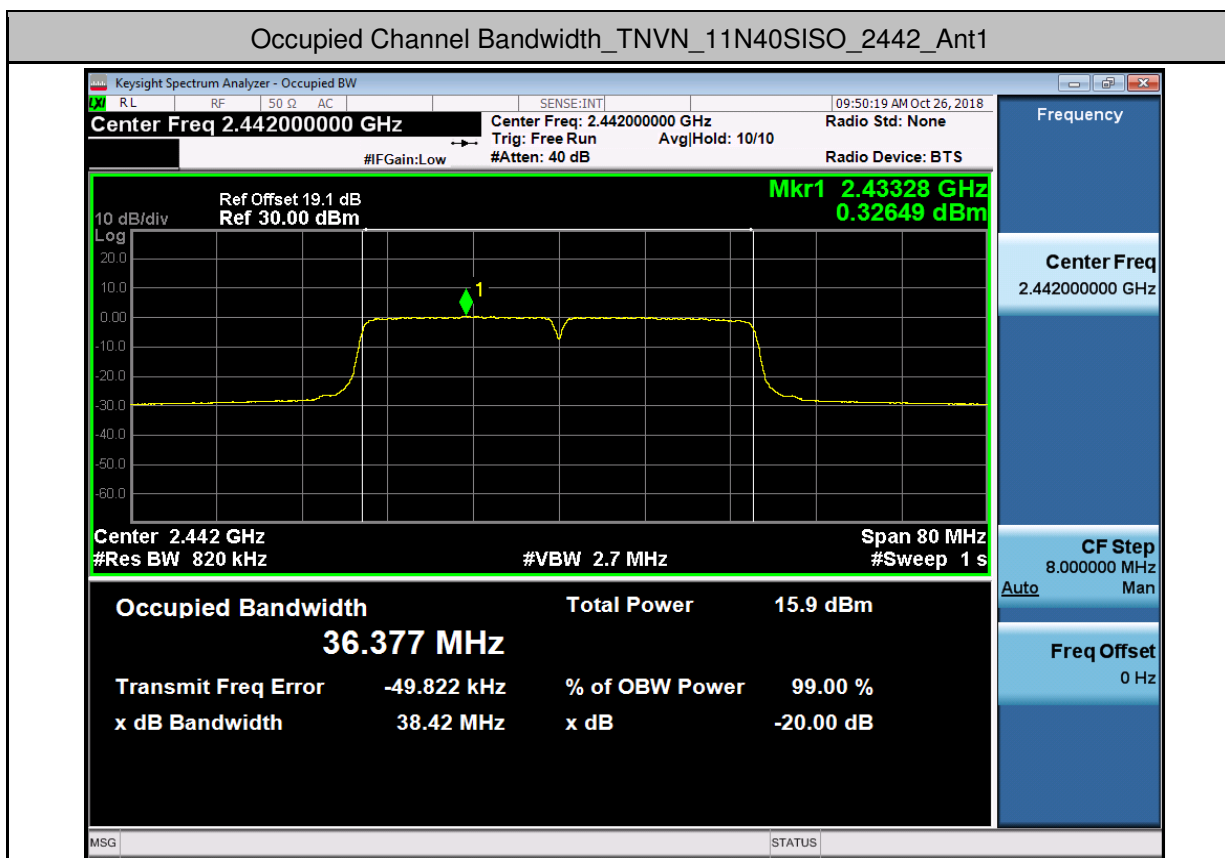 Occupied Channel Bandwidth_TNVN_11N40SISO_2442_Ant1
Keysight Spectrum Analyzer - Occupied BW
LXI RL RF 50 Ω AC SENSE:INT 09:50:19 AM Oct 26, 2018
Center Freq 2.442000000 GHz
Center Freq: 2.442000000 GHz
Radio Std: None
Trig: Free Run Avg|Hold: 10/10
#IFGain:Low
#Atten: 40 dB
Radio Device: BTS
Ref Offset 19.1 dB
10 dB/div Ref 30.00 dBm
Mkr1 2.43328 GHz
0.32649 dBm
Log
20.0
10.0
0.00
-10.0
-20.0
-30.0
-40.0
-50.0
-60.0
1
Center 2.442 GHz Span 80 MHz
#Res BW 820 kHz #VBW 2.7 MHz #Sweep 1 s
Occupied Bandwidth Total Power 15.9 dBm
36.377 MHz
Transmit Freq Error -49.822 kHz % of OBW Power 99.00 %
x dB Bandwidth 38.42 MHz x dB -20.00 dB
Frequency
Center Freq
2.442000000 GHz
CF Step
8.000000 MHz
Auto Man
Freq Offset
0 Hz
MSG STATUS